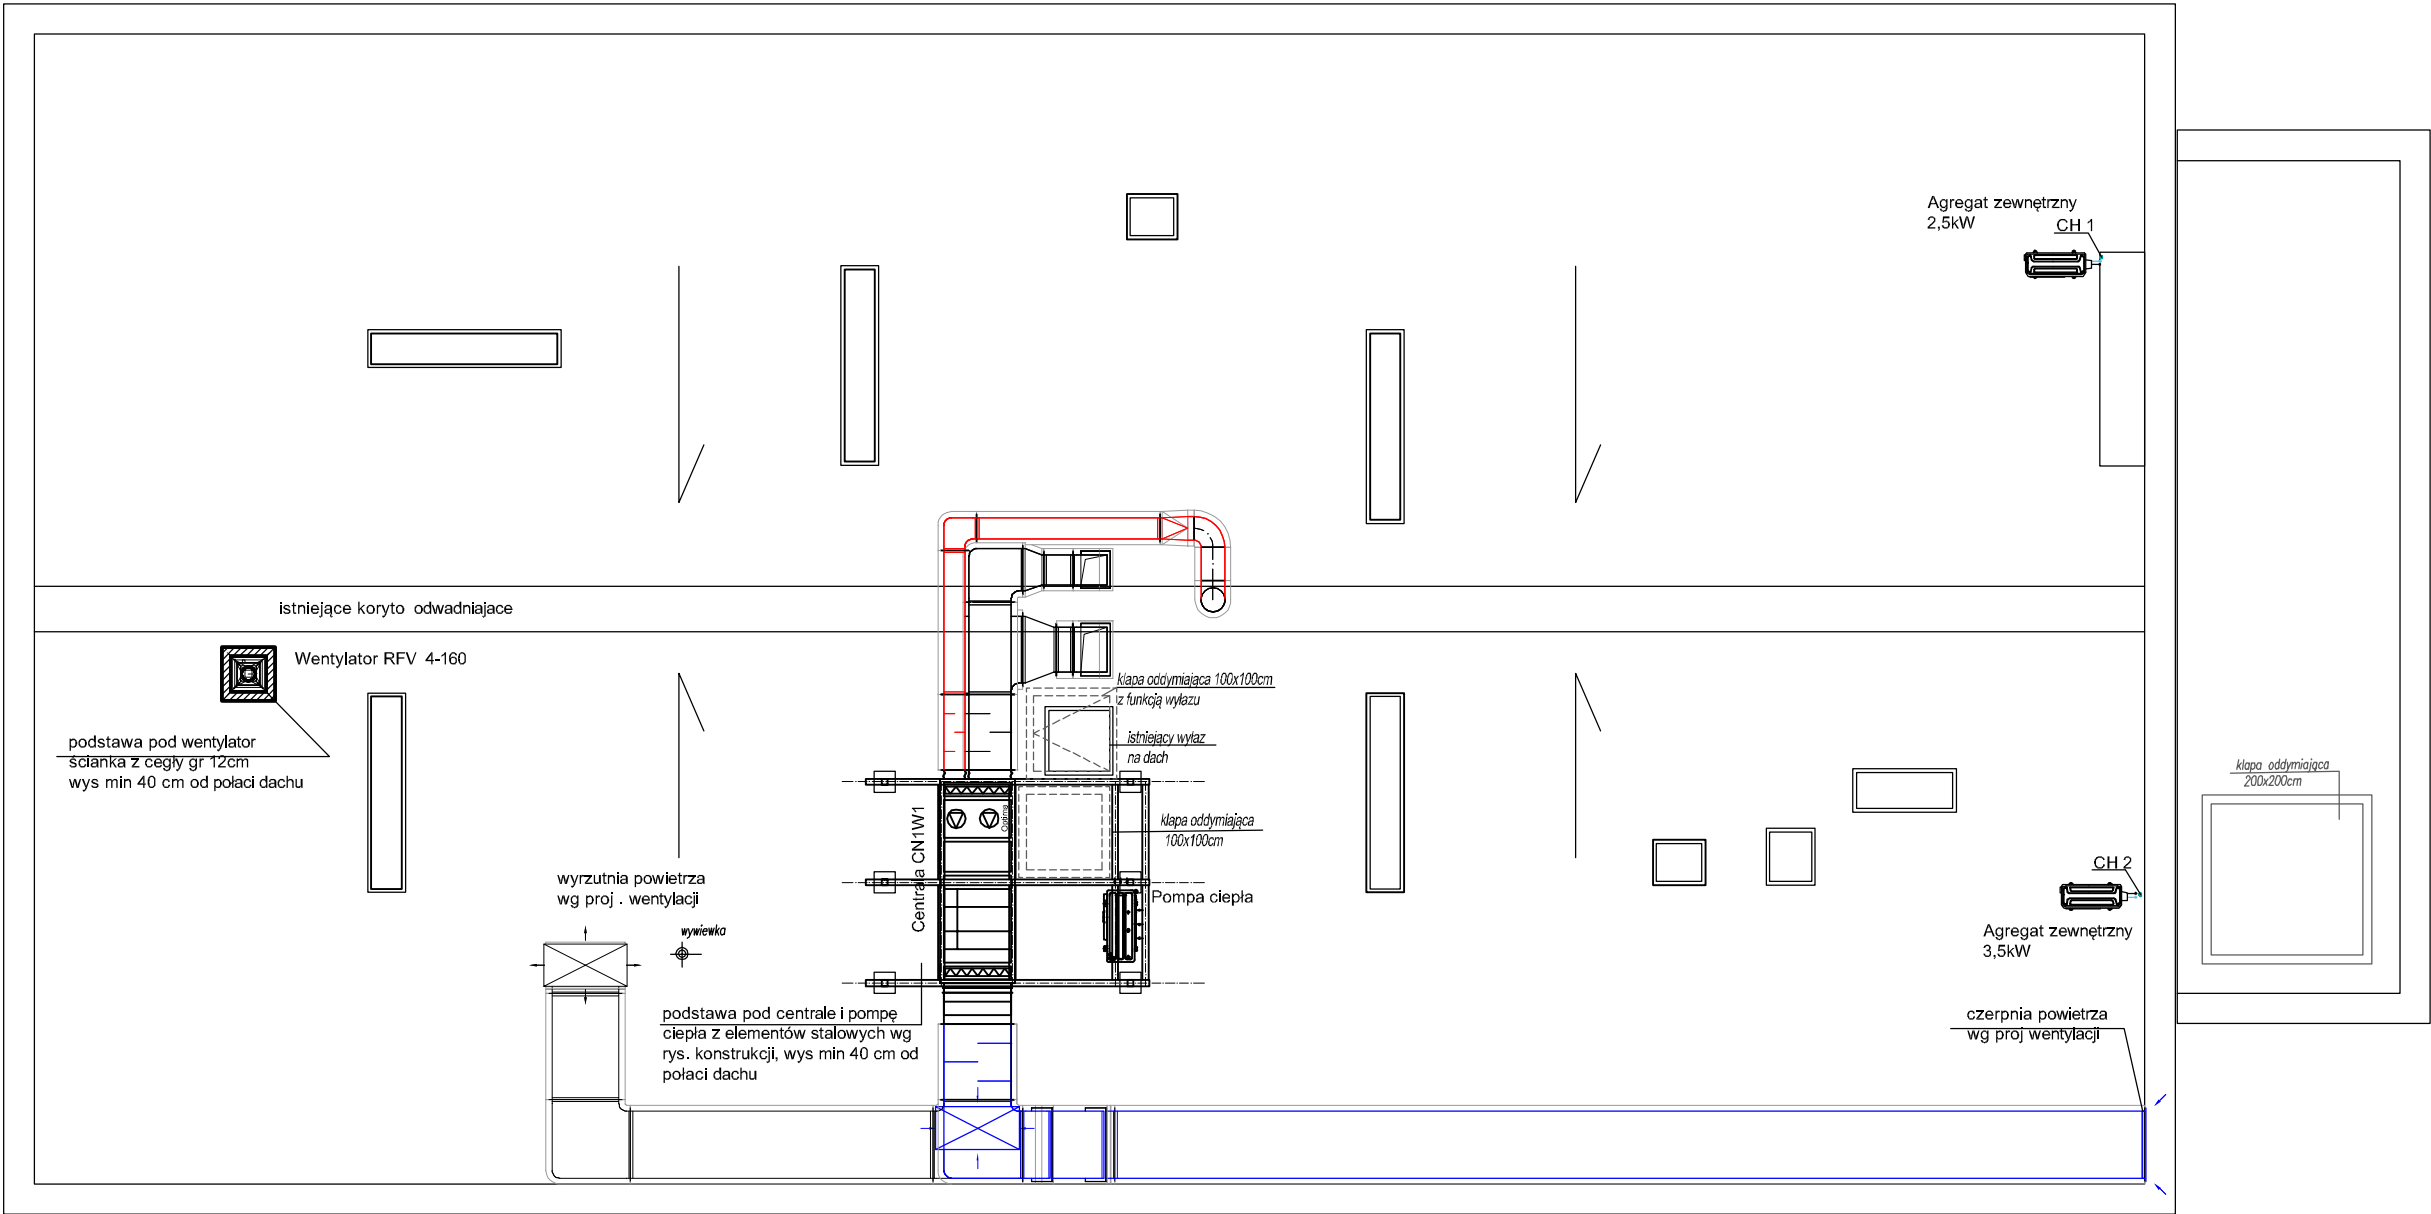 Agregat zewnętrzny
2,5kW
CH 1
istniejące koryto odwadniajace
Wentylator RFV 4-160
podstawa pod wentylator
ścianka z cegły gr 12cm
wys min 40 cm od połaci dachu
klapa oddymiająca 100x100cm
z funkcją wyłazu
istniejący wyłaz
na dach
klapa oddymiająca
200x200cm
Optima
Centrala CN1W1
klapa oddymiająca
100x100cm
wyrzutnia powietrza
wg proj . wentylacji
wywiewka
Pompa ciepła
CH 2
Agregat zewnętrzny
3,5kW
podstawa pod centrale i pompę
ciepła z elementów stalowych wg
rys. konstrukcji, wys min 40 cm od
połaci dachu
czerpnia powietrza
wg proj wentylacji